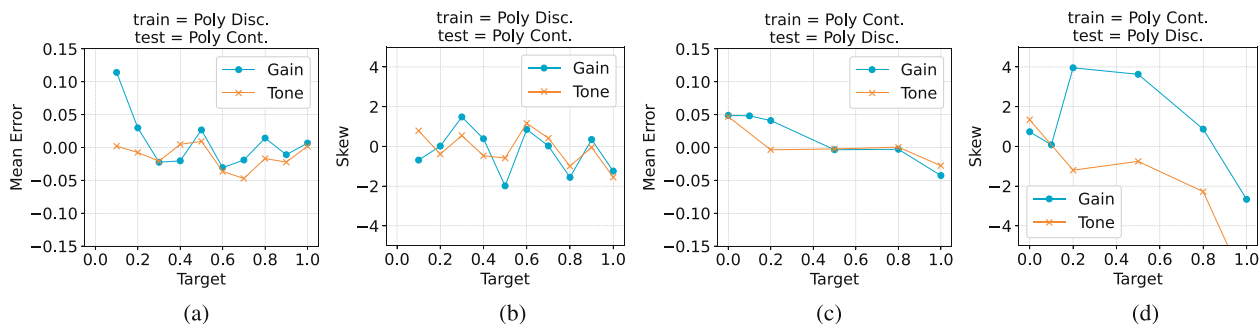 train = Poly Disc.
test = Poly Cont.
0.15
0.10
0.05
0.00
−0.05
−0.10
−0.15
Mean Error
Gain
Tone
0.0 0.2 0.4 0.6 0.8 1.0
Target
(a)
train = Poly Disc.
test = Poly Cont.
4
2
0
−2
−4
Skew
Gain
Tone
0.0 0.2 0.4 0.6 0.8 1.0
Target
(b)
train = Poly Cont.
test = Poly Disc.
0.15
0.10
0.05
0.00
−0.05
−0.10
−0.15
Mean Error
Gain
Tone
0.0 0.2 0.4 0.6 0.8 1.0
Target
(c)
train = Poly Cont.
test = Poly Disc.
4
2
0
−2
−4
Skew
Gain
Tone
0.0 0.2 0.4 0.6 0.8 1.0
Target
(d)